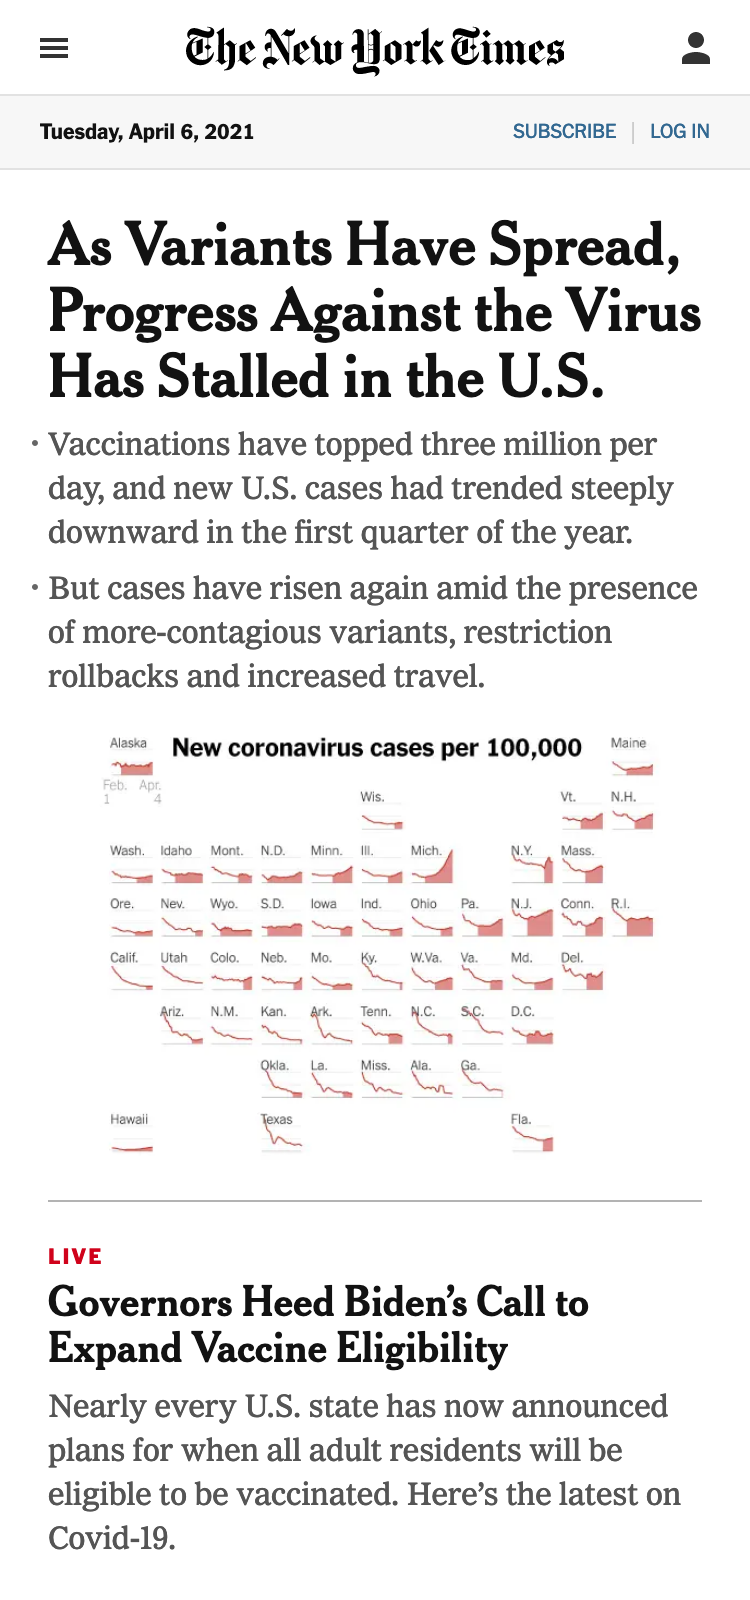 The New York Times
Tuesday, April 6, 2021 SUBSCRIBE LOG IN
As Variants Have Spread,
Progress Against the Virus
Has Stalled in the U.S.
· Vaccinations have topped three million per
day, and new U.S. cases had trended steeply
downward in the first quarter of the year.
· But cases have risen again amid the presence
of more-contagious variants, restriction
rollbacks and increased travel.
Alaska New coronavirus cases per 100,000 Maine
Feb. Apr.
1 4
Wis. Vt. N.H.
Wash. Idaho Mont. N.D. Minn. Ill. Mich. N.Y. Mass.
Ore. Nev. Wyo. S.D. Iowa Ind. Ohio Pa. N.J. Conn. R.I.
Calif. Utah Colo. Neb. Mo. Ky. W.Va. Va. Md. Del.
Ariz. N.M. Kan. Ark. Tenn. N.C. S.C. D.C.
Okla. La. Miss. Ala. Ga.
Hawaii Texas Fla.
LIVE
Governors Heed Biden’s Call to
Expand Vaccine Eligibility
Nearly every U.S. state has now announced
plans for when all adult residents will be
eligible to be vaccinated. Here’s the latest on
Covid-19.